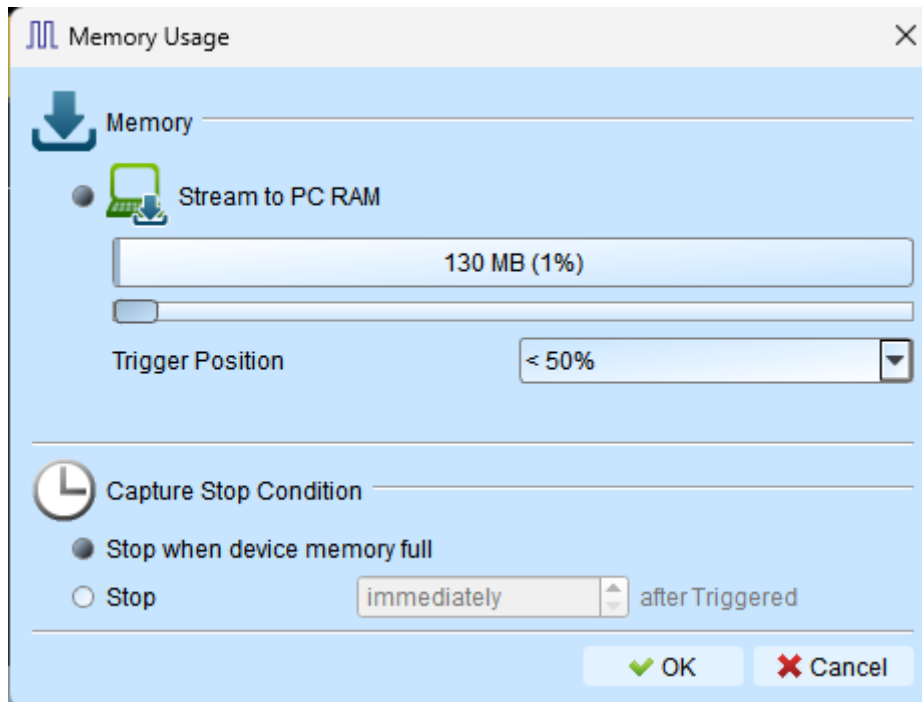 Memory Usage
Memory
Stream to PC RAM
130 MB (1%)
Trigger Position < 50%
Capture Stop Condition
Stop when device memory full
Stop immediately after Triggered
OK Cancel